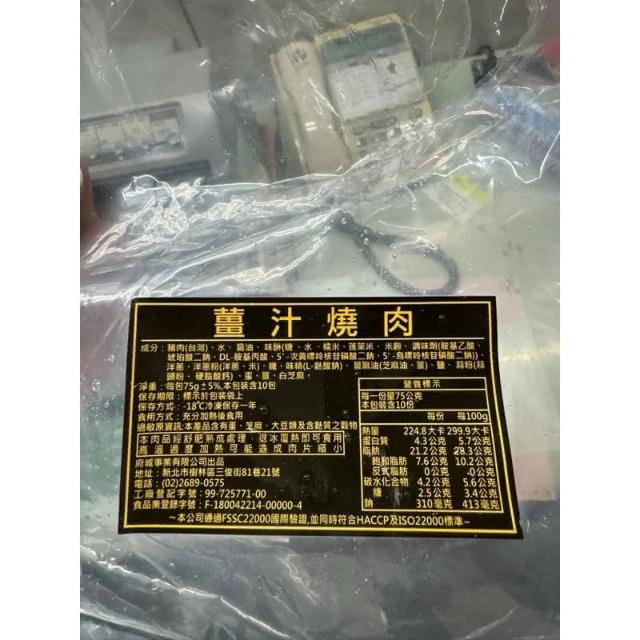 薑汁燒肉
成分：豬肉(台灣)、水、醬油、味醂(糖、水、糯米、蓬萊米、米麴、調味劑(胺基乙酸、
琥珀酸二鈉、DL-胺基丙酸、5'-次黃嘌呤核苷磷酸二鈉、5'-鳥嘌呤核苷磷酸二鈉))、
洋蔥、洋蔥粉(洋蔥、米)、糖、味精(L-麩酸鈉)、薑、鹽、蒜粉(蒜
粉、硬脂酸鈣)、蛋、薑、白芝麻。
淨重：每包75g±5%,本包裝含10包
保存期限：標示於包裝袋上
保存方式：-18℃冷凍保存一年
食用方式：充分加熱後食用
過敏原資訊:本產品含有蛋、芝麻、大豆類及含麩質之穀物
本肉品經舒肥熟成處理，退冰覆熱即可食用
高溫過度加熱可能造成肉片縮小
府城事業有限公司出品
地址：新北市樹林區三俊街81巷21號
電話：(02)2689-0575
工廠登記字號：99-725771-00
食品業登錄字號：F-180042214-00000-4
～本公司通過FSSC22000國際驗證,並同時符合HACCP及ISO22000標準～
營養標示
每一份量75公克
本包裝含10份
每份 每100g
熱量 224.8大卡 299.9大卡
蛋白質 4.3公克 5.7公克
脂肪 21.2公克 28.3公克
飽和脂肪 7.6公克 10.2公克
反式脂肪 0公克 -0公克
碳水化合物 4.2公克 5.6公克
糖 2.5公克 3.4公克
鈉 310毫克 413毫克